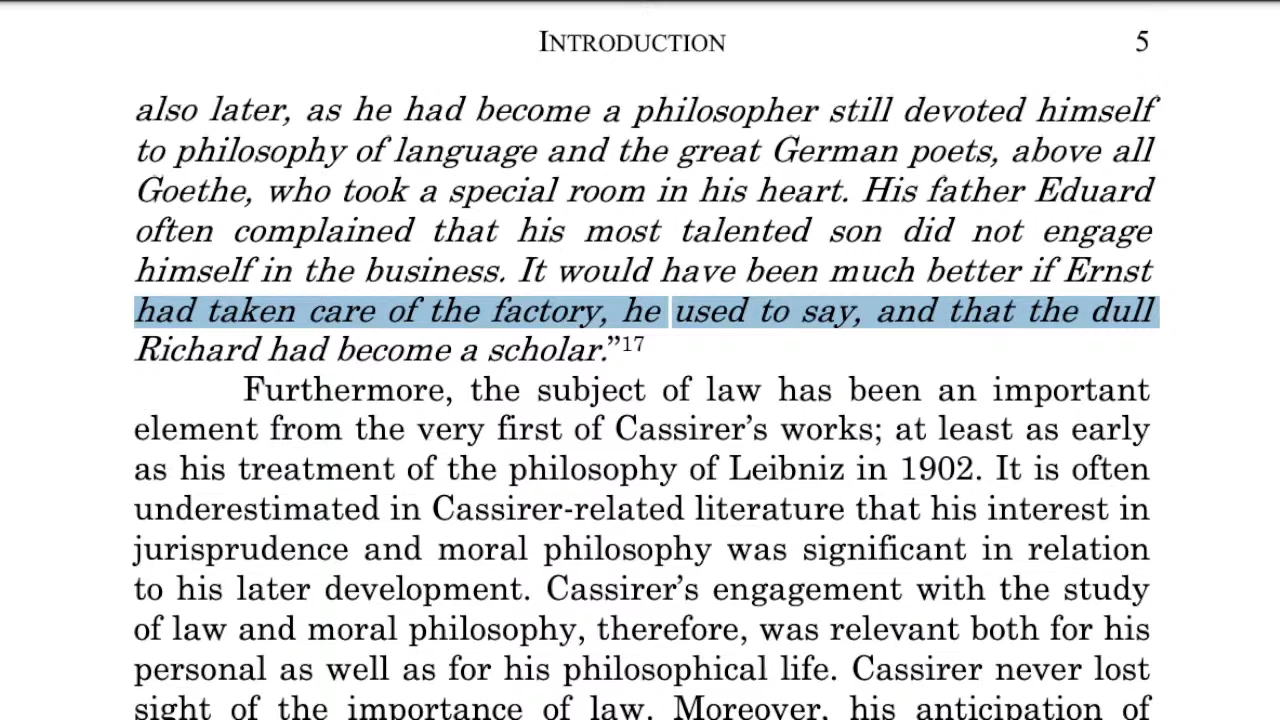 INTRODUCTION 5
also later, as he had become a philosopher still devoted himself
to philosophy of language and the great German poets, above all
Goethe, who took a special room in his heart. His father Eduard
often complained that his most talented son did not engage
himself in the business. It would have been much better if Ernst
had taken care of the factory, he used to say, and that the dull
Richard had become a scholar.”17
Furthermore, the subject of law has been an important
element from the very first of Cassirer’s works; at least as early
as his treatment of the philosophy of Leibniz in 1902. It is often
underestimated in Cassirer-related literature that his interest in
jurisprudence and moral philosophy was significant in relation
to his later development. Cassirer’s engagement with the study
of law and moral philosophy, therefore, was relevant both for his
personal as well as for his philosophical life. Cassirer never lost
sight of the importance of law. Moreover, his anticipation of